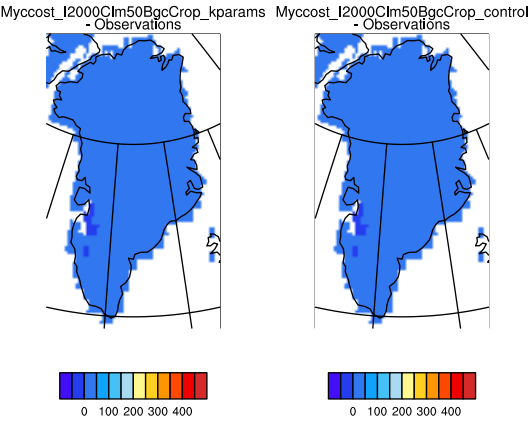 Myccost_I2000Clm50BgcCrop_kparams
- Observations
Myccost_I2000Clm50BgcCrop_control
- Observations
0 100 200 300 400
0 100 200 300 400